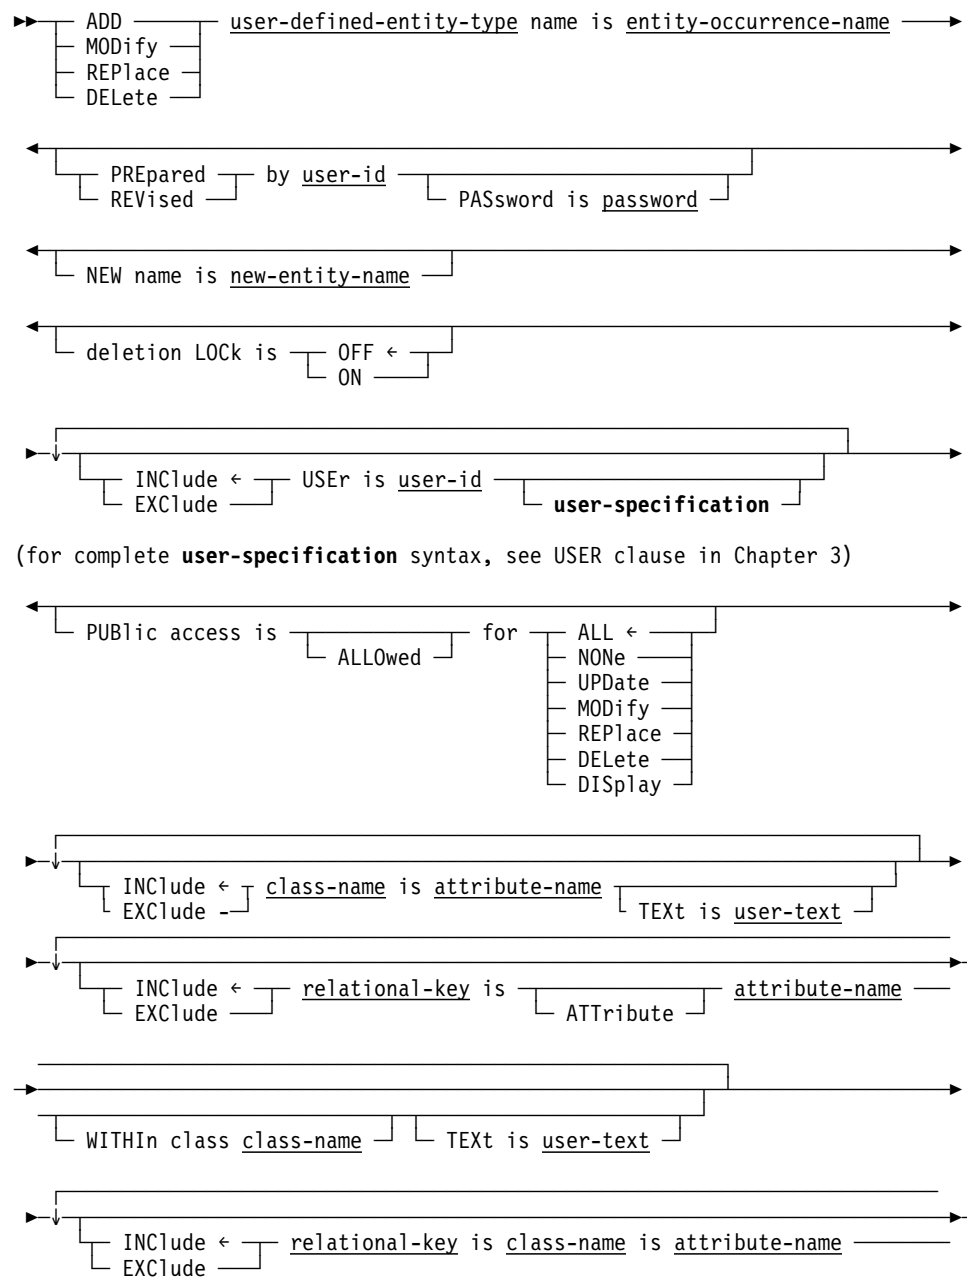 ADD user-defined-entity-type name is entity-occurrence-name
MODify
REPlace
DELete
PREpared by user-id
REVised PASsword is password
NEW name is new-entity-name
deletion LOCk is OFF ←
ON
INClude ← USEr is user-id
EXClude user-specification
(for complete user-specification syntax, see USER clause in Chapter 3)
PUBlic access is for ALL ←
ALLOwed NONe
UPDate
MODify
REPlace
DELete
DISplay
INClude ← class-name is attribute-name
EXClude TEXt is user-text
INClude ← relational-key is attribute-name
EXClude ATTribute
WITHIn class class-name TEXt is user-text
INClude ← relational-key is class-name is attribute-name
EXClude